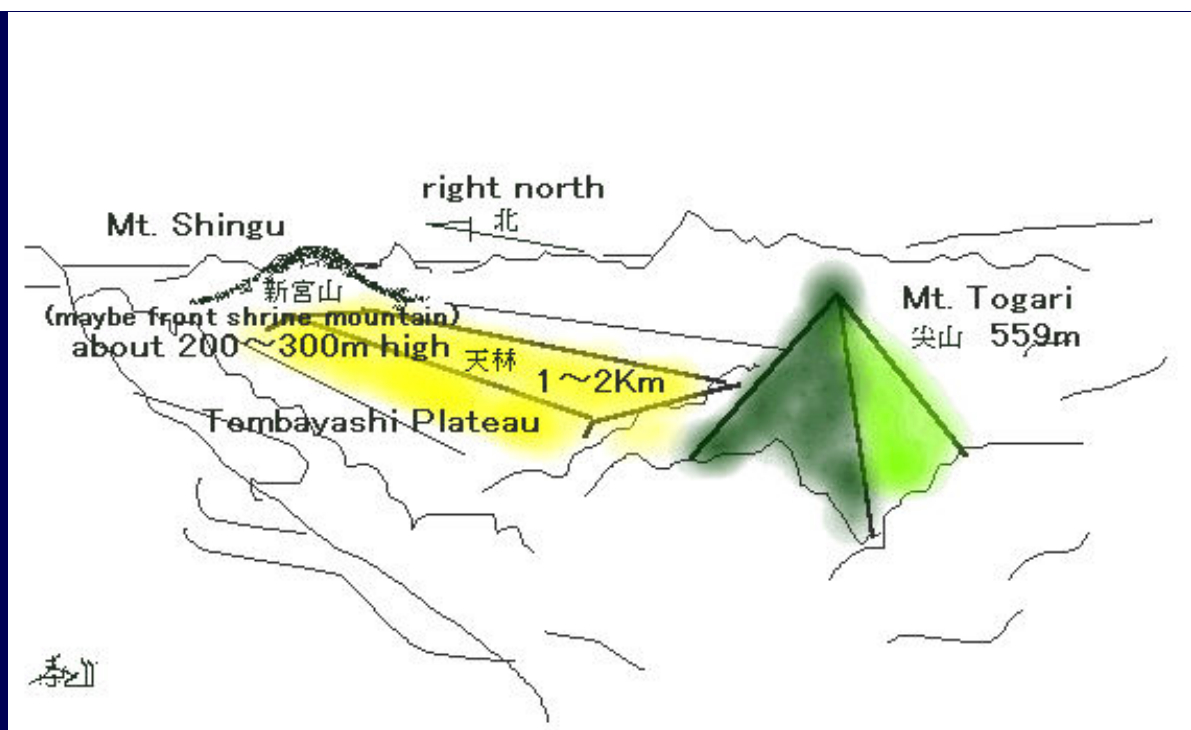 right north
北
Mt. Shingu
新宮山
(maybe front shrine mountain)
about 200～300m high
天林
1～2Km
Tembayashi Plateau
Mt. Togari
尖山 559m